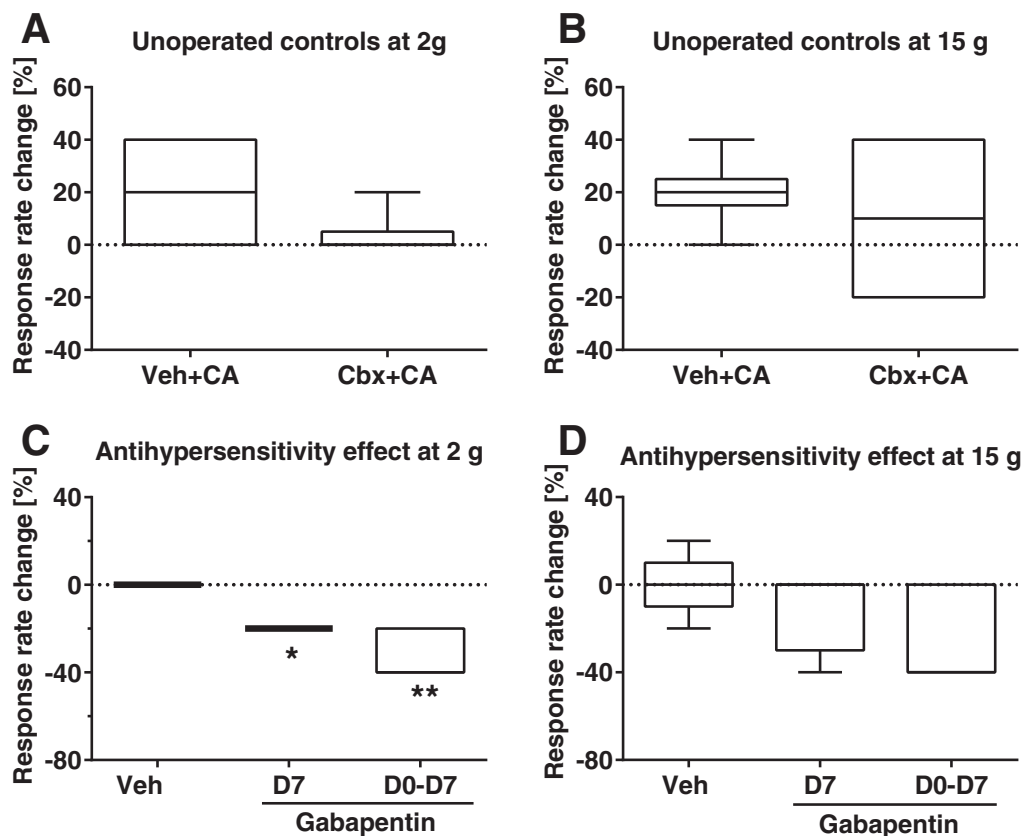 A
Unoperated controls at 2g
Response rate change [%]
60
40
20
0
-20
-40
Veh+CA
Cbx+CA
B
Unoperated controls at 15 g
Response rate change [%]
60
40
20
0
-20
-40
Veh+CA
Cbx+CA
C
Antihypersensitivity effect at 2 g
Response rate change [%]
40
0
-40
-80
*
**
Veh
D7
D0-D7
Gabapentin
D
Antihypersensitivity effect at 15 g
Response rate change [%]
40
0
-40
-80
Veh
D7
D0-D7
Gabapentin